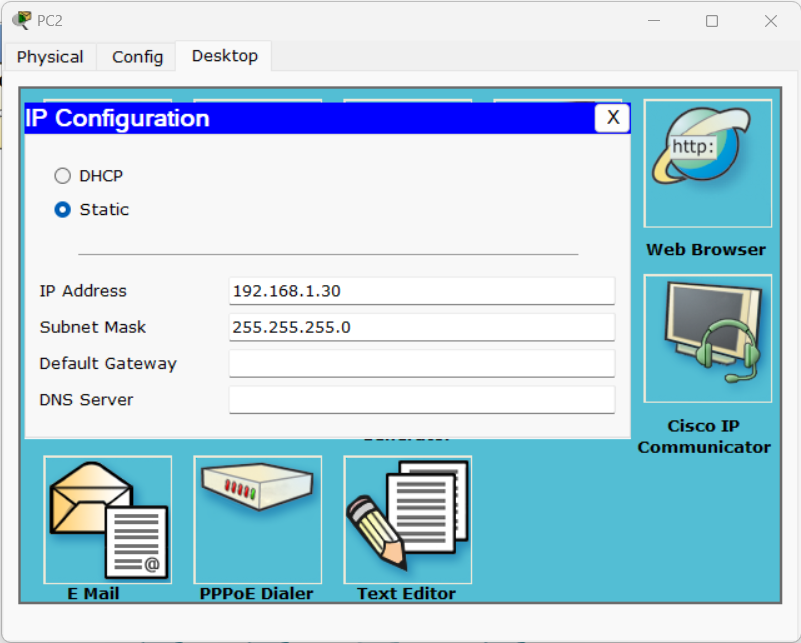 PC2
Physical Config Desktop
IP Configuration X
DHCP
Static
IP Address 192.168.1.30
Subnet Mask 255.255.255.0
Default Gateway
DNS Server
http:
Web Browser
Cisco IP
Communicator
@
E Mail PPPoE Dialer Text Editor